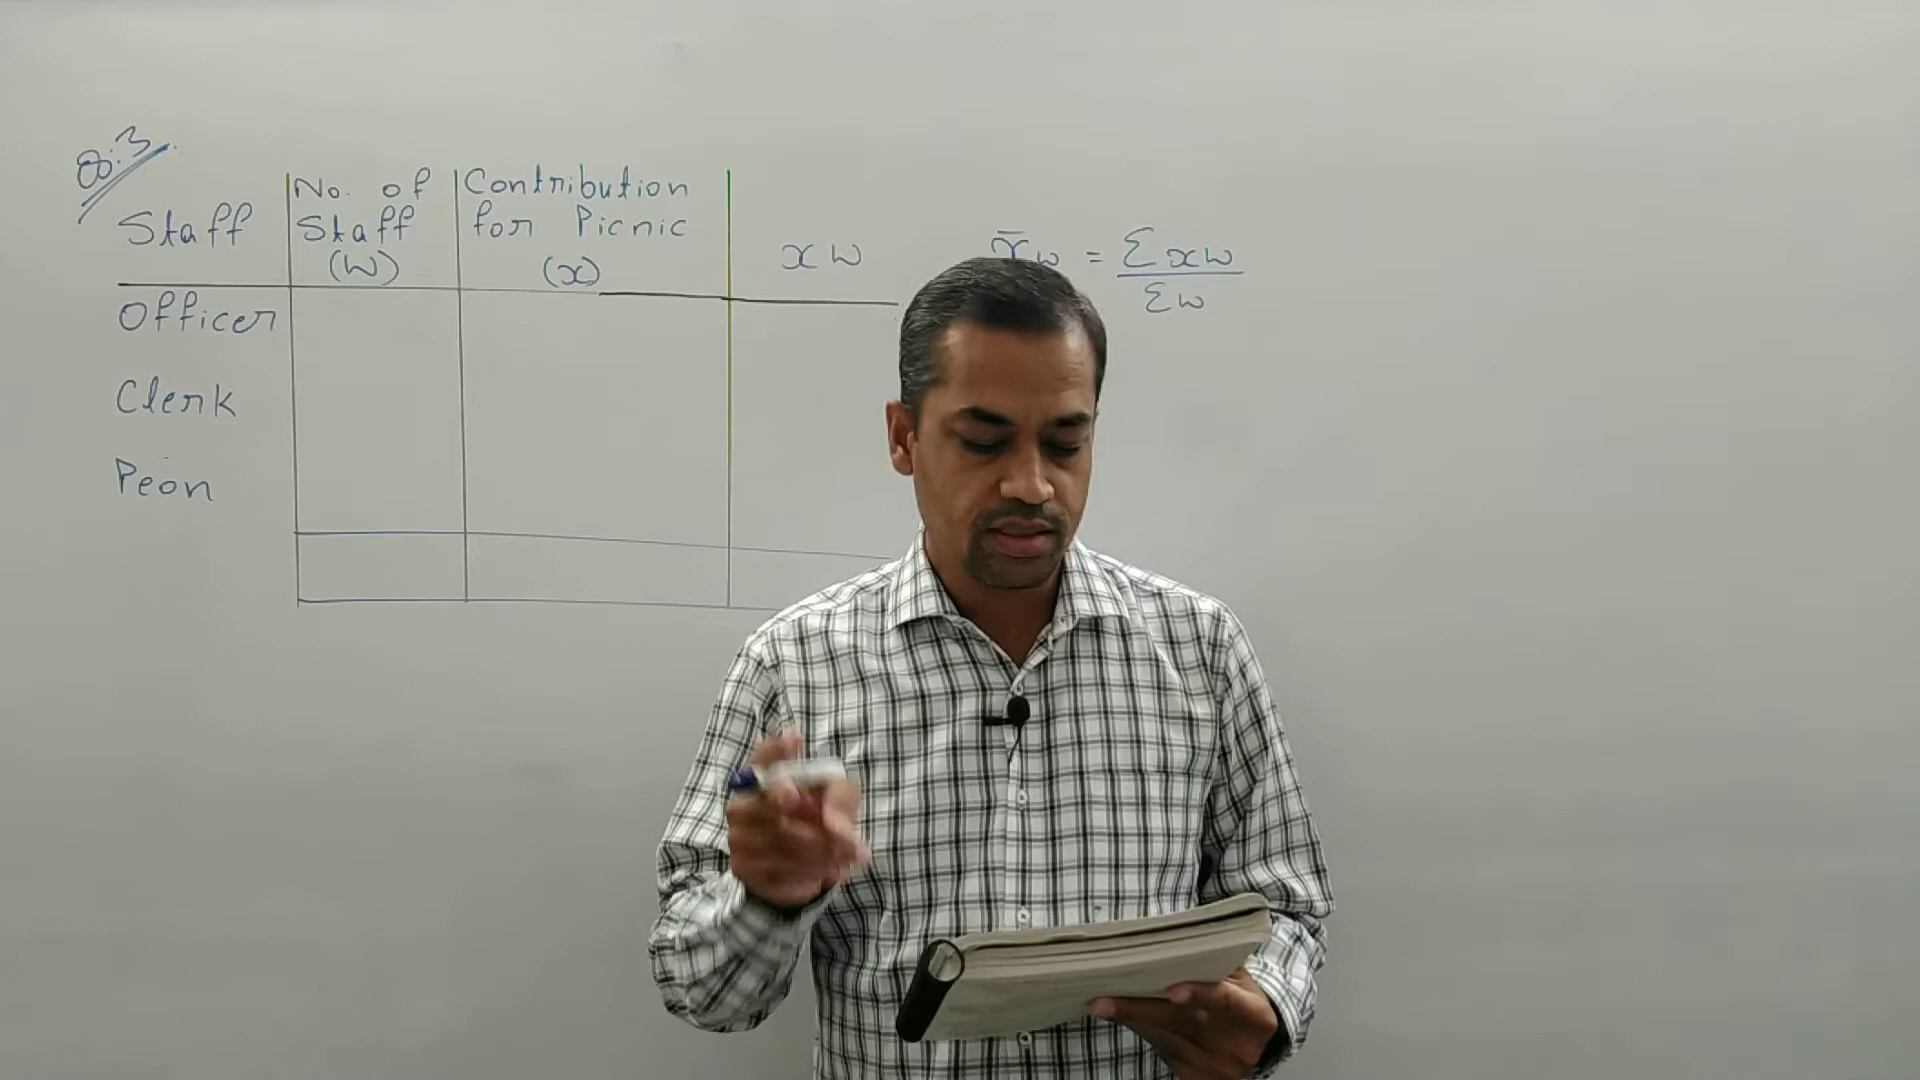 Q:3
Staff | No. of Staff (W) | Contribution for Picnic (x) | xw
Officer
Clerk
Peon
x̄w = Σxw / Σw